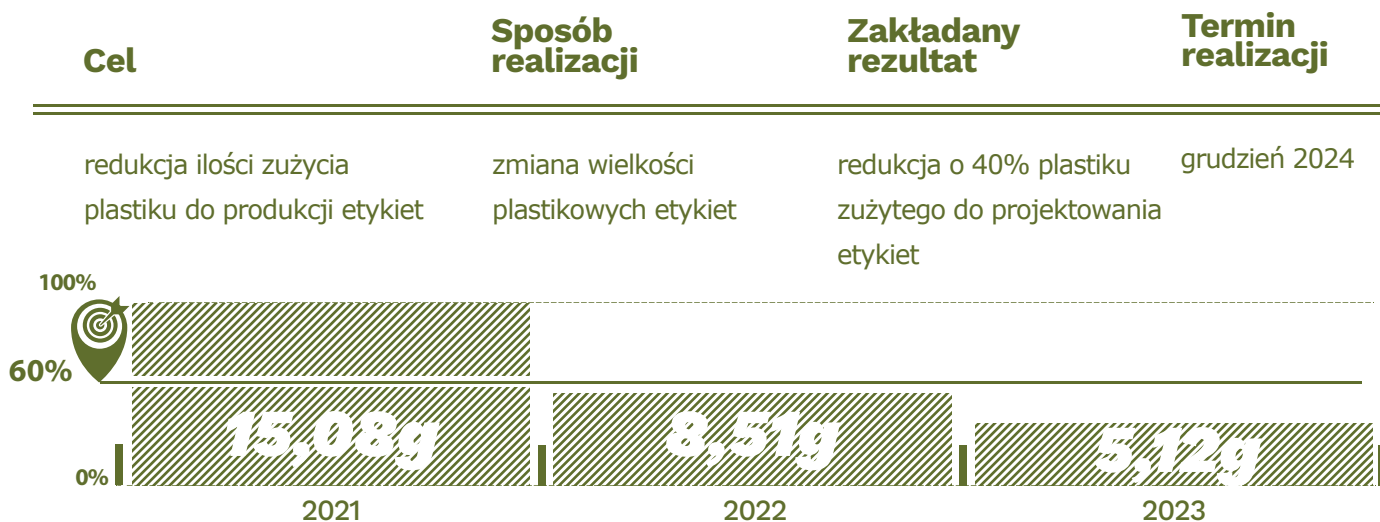 Cel
Sposób
realizacji
Zakładany
rezultat
Termin
realizacji
redukcja ilości zużycia
plastiku do produkcji etykiet
zmiana wielkości
plastikowych etykiet
redukcja o 40% plastiku
zużytego do projektowania
etykiet
grudzień 2024
100%
60%
0%
15,08g
8,51g
5,12g
2021
2022
2023